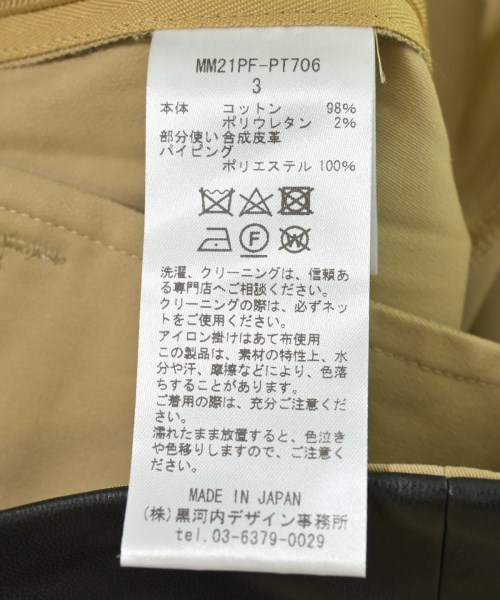 MM21PF-PT706
3
本体 コットン 98%
ポリウレタン 2%
部分使い 合成皮革
パイピング
ポリエステル 100%
洗濯、クリーニングは、信頼あ
る専門店へご相談ください。
クリーニングの際は、必ずネッ
トをご使用ください。
アイロン掛けはあて布使用
この製品は、素材の特性上、水
分や汗、摩擦などにより、色落
ちすることがあります。
ご着用の際は、充分ご注意くだ
さい。
濡れたまま放置すると、色泣き
や色移りしますので、ご注意く
ださい。
MADE IN JAPAN
(株)黒河内デザイン事務所
tel.03-6379-0029